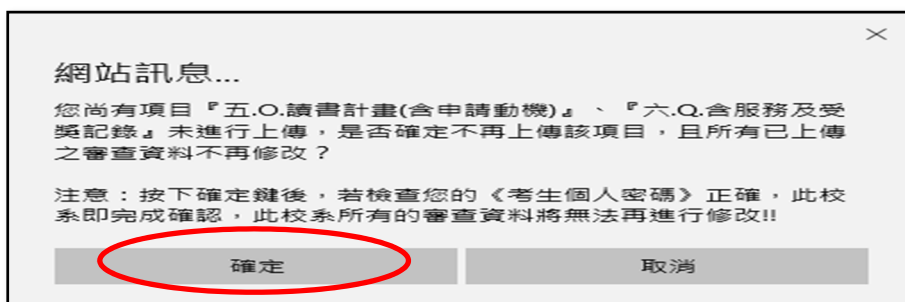 網站訊息...
您尚有項目『五.O.讀書計畫(含申請動機)』、『六.Q.含服務及受
獎記錄』未進行上傳，是否確定不再上傳該項目，且所有已上傳
之審查資料不再修改？
注意：按下確定鍵後，若檢查您的《考生個人密碼》正確，此校
系即完成確認，此校系所有的審查資料將無法再進行修改!!
確定
取消